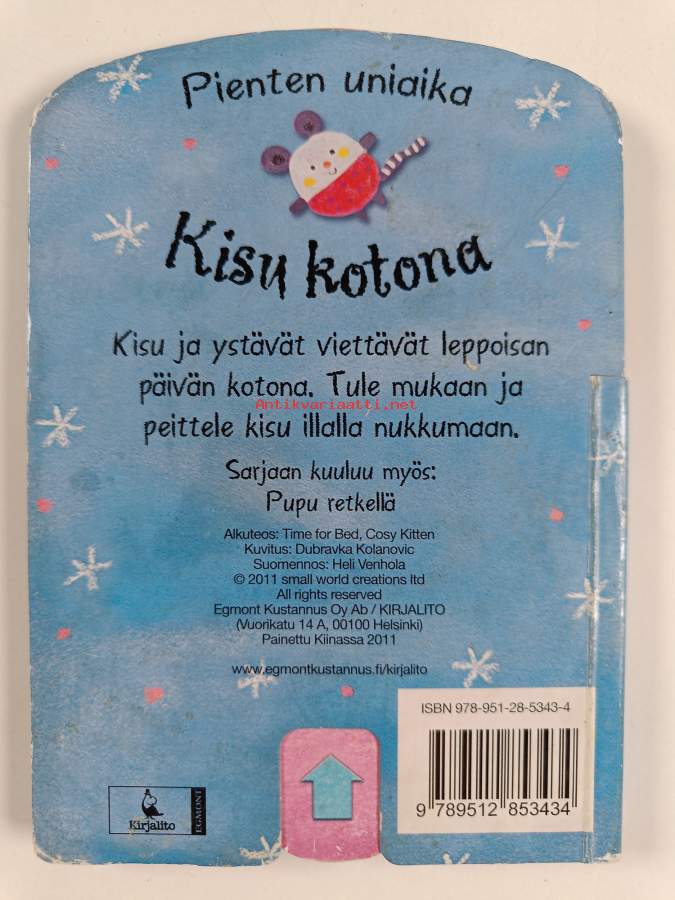 Pienten uniaika
Kisu kotona
Kisu ja ystävät viettävät leppoisan
päivän kotona. Tule mukaan ja
Antikvariaatti.net
peittele kisu illalla nukkumaan.
Sarjaan kuuluu myös:
Pupu retkellä
Alkuteos: Time for Bed, Cosy Kitten
Kuvitus: Dubravka Kolanovic
Suomennos: Heli Venhola
© 2011 small world creations ltd
All rights reserved
Egmont Kustannus Oy Ab / KIRJALITO
(Vuorikatu 14 A, 00100 Helsinki)
Painettu Kiinassa 2011
www.egmontkustannus.fi/kirjalito
ISBN 978-951-28-5343-4
9 789512 853434
Kirjalito
EGMONT